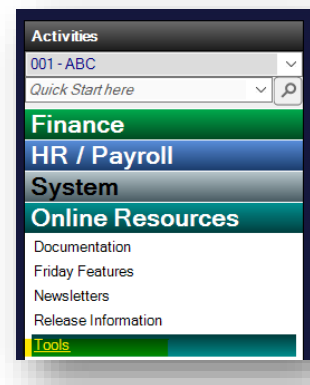 Activities
001 - ABC
Quick Start here
Finance
HR / Payroll
System
Online Resources
Documentation
Friday Features
Newsletters
Release Information
Tools